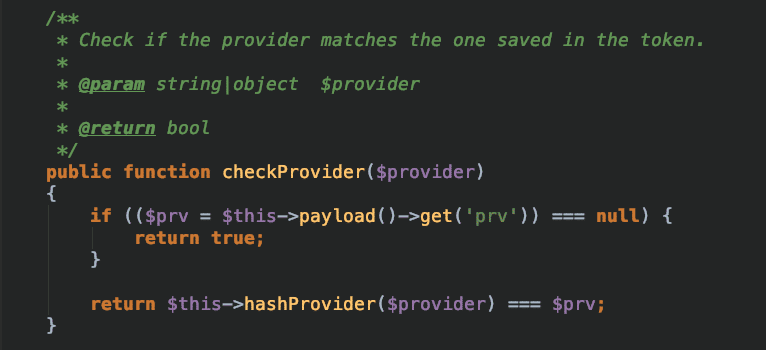 /**
 * Check if the provider matches the one saved in the token.
 *
 * @param string|object  $provider
 *
 * @return bool
 */
public function checkProvider($provider)
{
    if (($prv = $this->payload()->get('prv')) === null) {
        return true;
    }

    return $this->hashProvider($provider) === $prv;
}